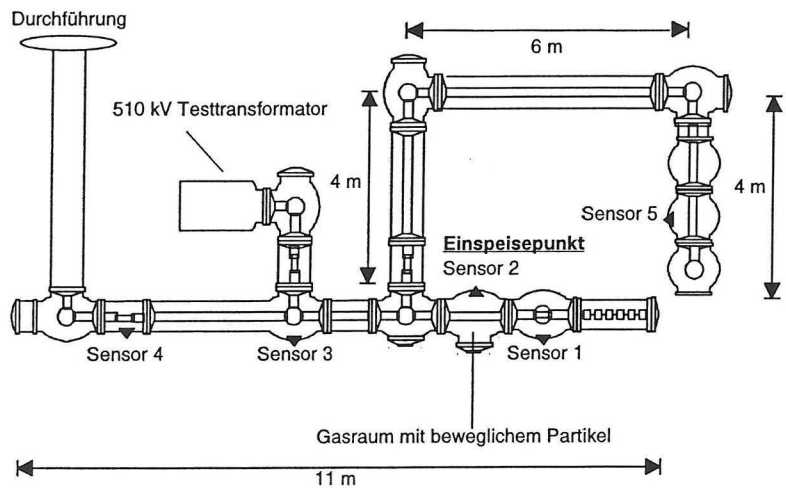 Durchführung
6 m
510 kV Testtransformator
4 m
4 m
Sensor 5
Einspeisepunkt
Sensor 2
Sensor 4
Sensor 3
Sensor 1
Gasraum mit beweglichem Partikel
11 m